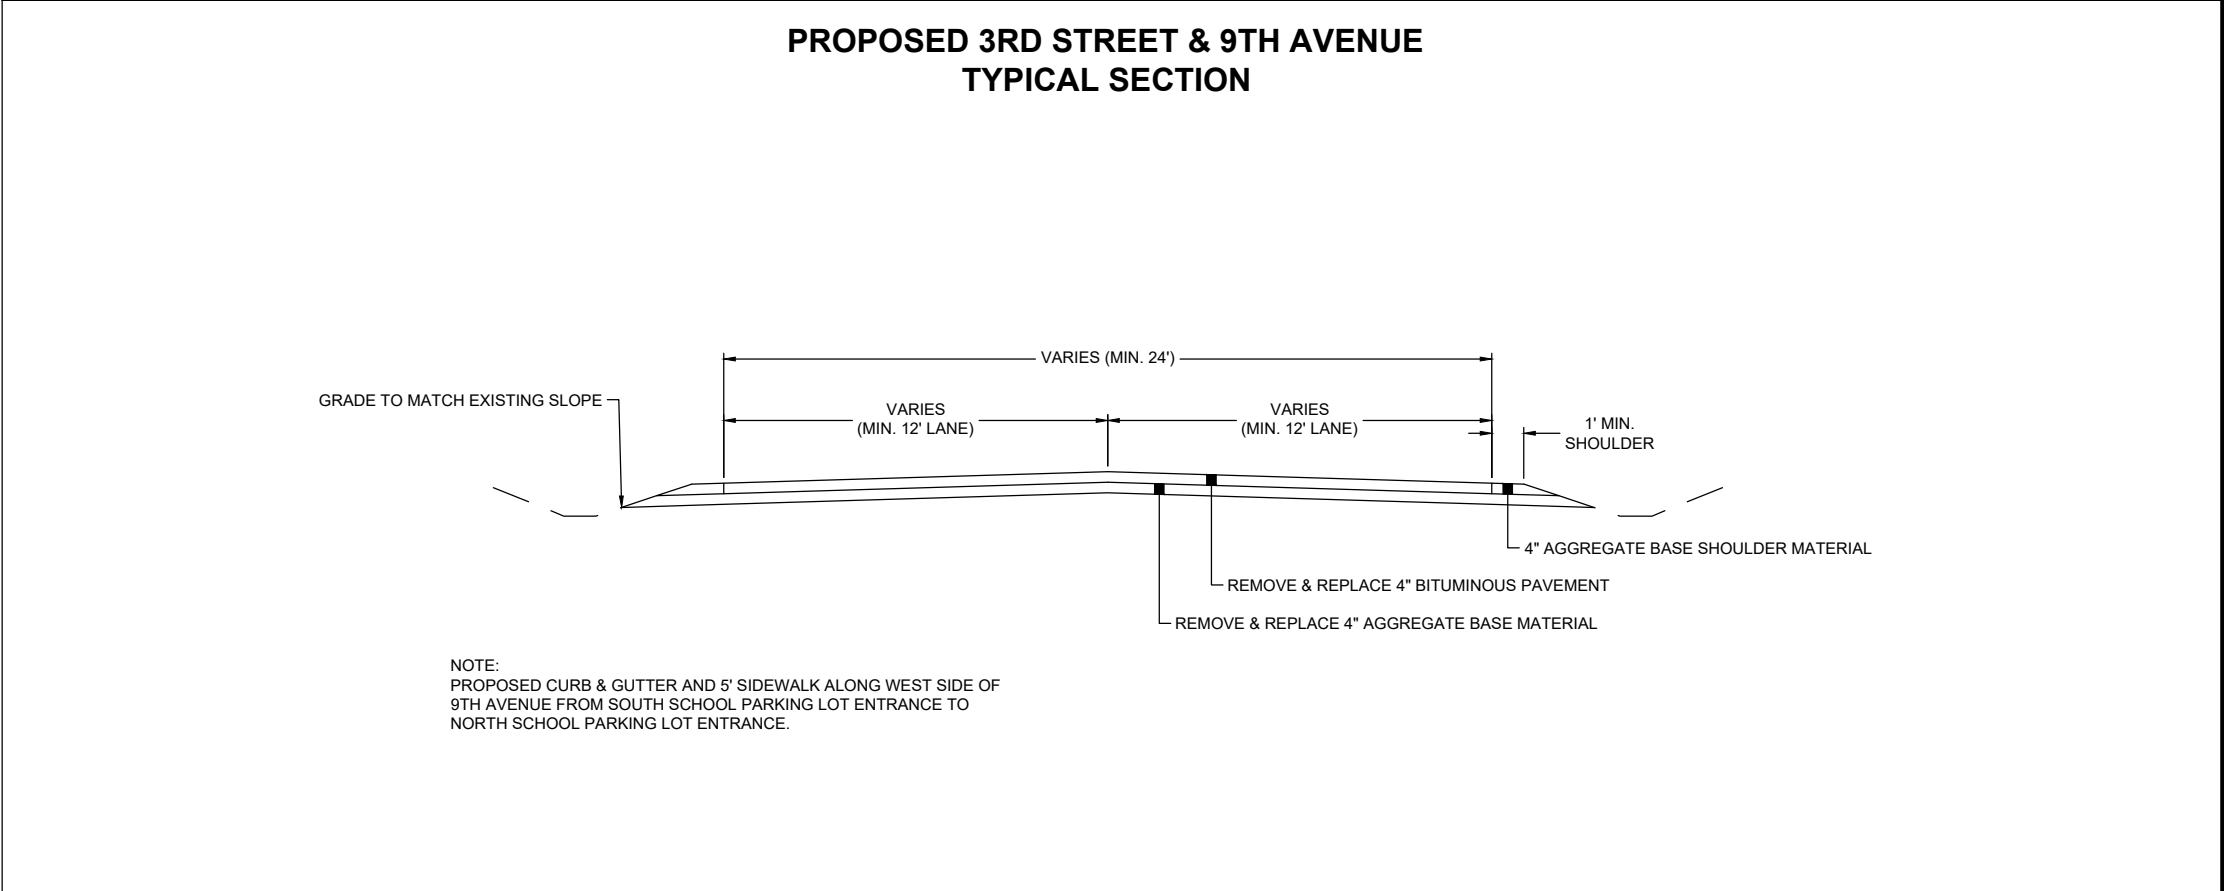 PROPOSED 3RD STREET & 9TH AVENUE
TYPICAL SECTION
VARIES (MIN. 24')
GRADE TO MATCH EXISTING SLOPE
VARIES
(MIN. 12' LANE)
VARIES
(MIN. 12' LANE)
1' MIN.
SHOULDER
4" AGGREGATE BASE SHOULDER MATERIAL
REMOVE & REPLACE 4" BITUMINOUS PAVEMENT
REMOVE & REPLACE 4" AGGREGATE BASE MATERIAL
NOTE:
PROPOSED CURB & GUTTER AND 5' SIDEWALK ALONG WEST SIDE OF
9TH AVENUE FROM SOUTH SCHOOL PARKING LOT ENTRANCE TO
NORTH SCHOOL PARKING LOT ENTRANCE.